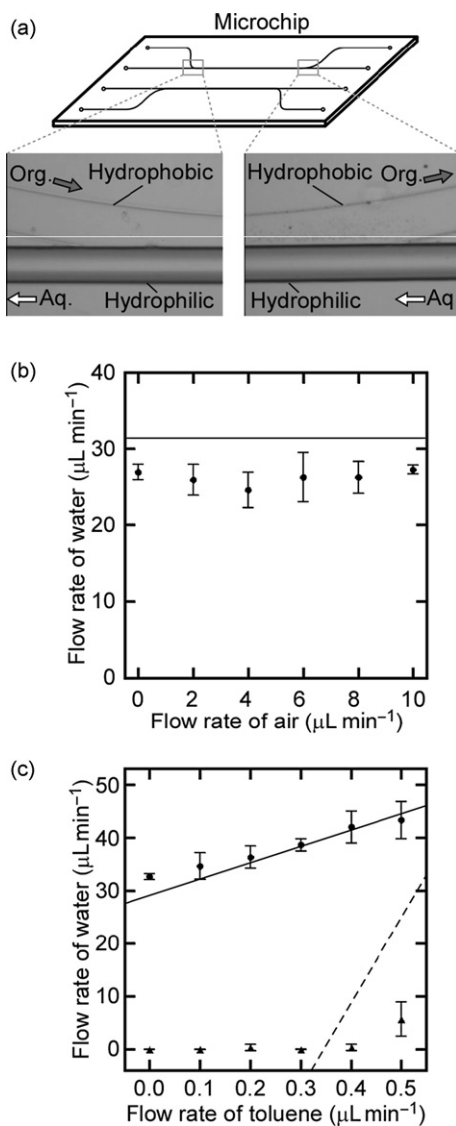 (a)
Microchip
Org.
Hydrophobic
Aq.
Hydrophilic
Hydrophobic
Org.
Hydrophilic
Aq
(b)
Flow rate of water (μL min⁻¹)
40
30
20
10
0
0 2 4 6 8 10
Flow rate of air (μL min⁻¹)
(c)
Flow rate of water (μLmin⁻¹)
50
40
30
20
10
0
0.0 0.1 0.2 0.3 0.4 0.5
Flow rate of toluene (μL min⁻¹)